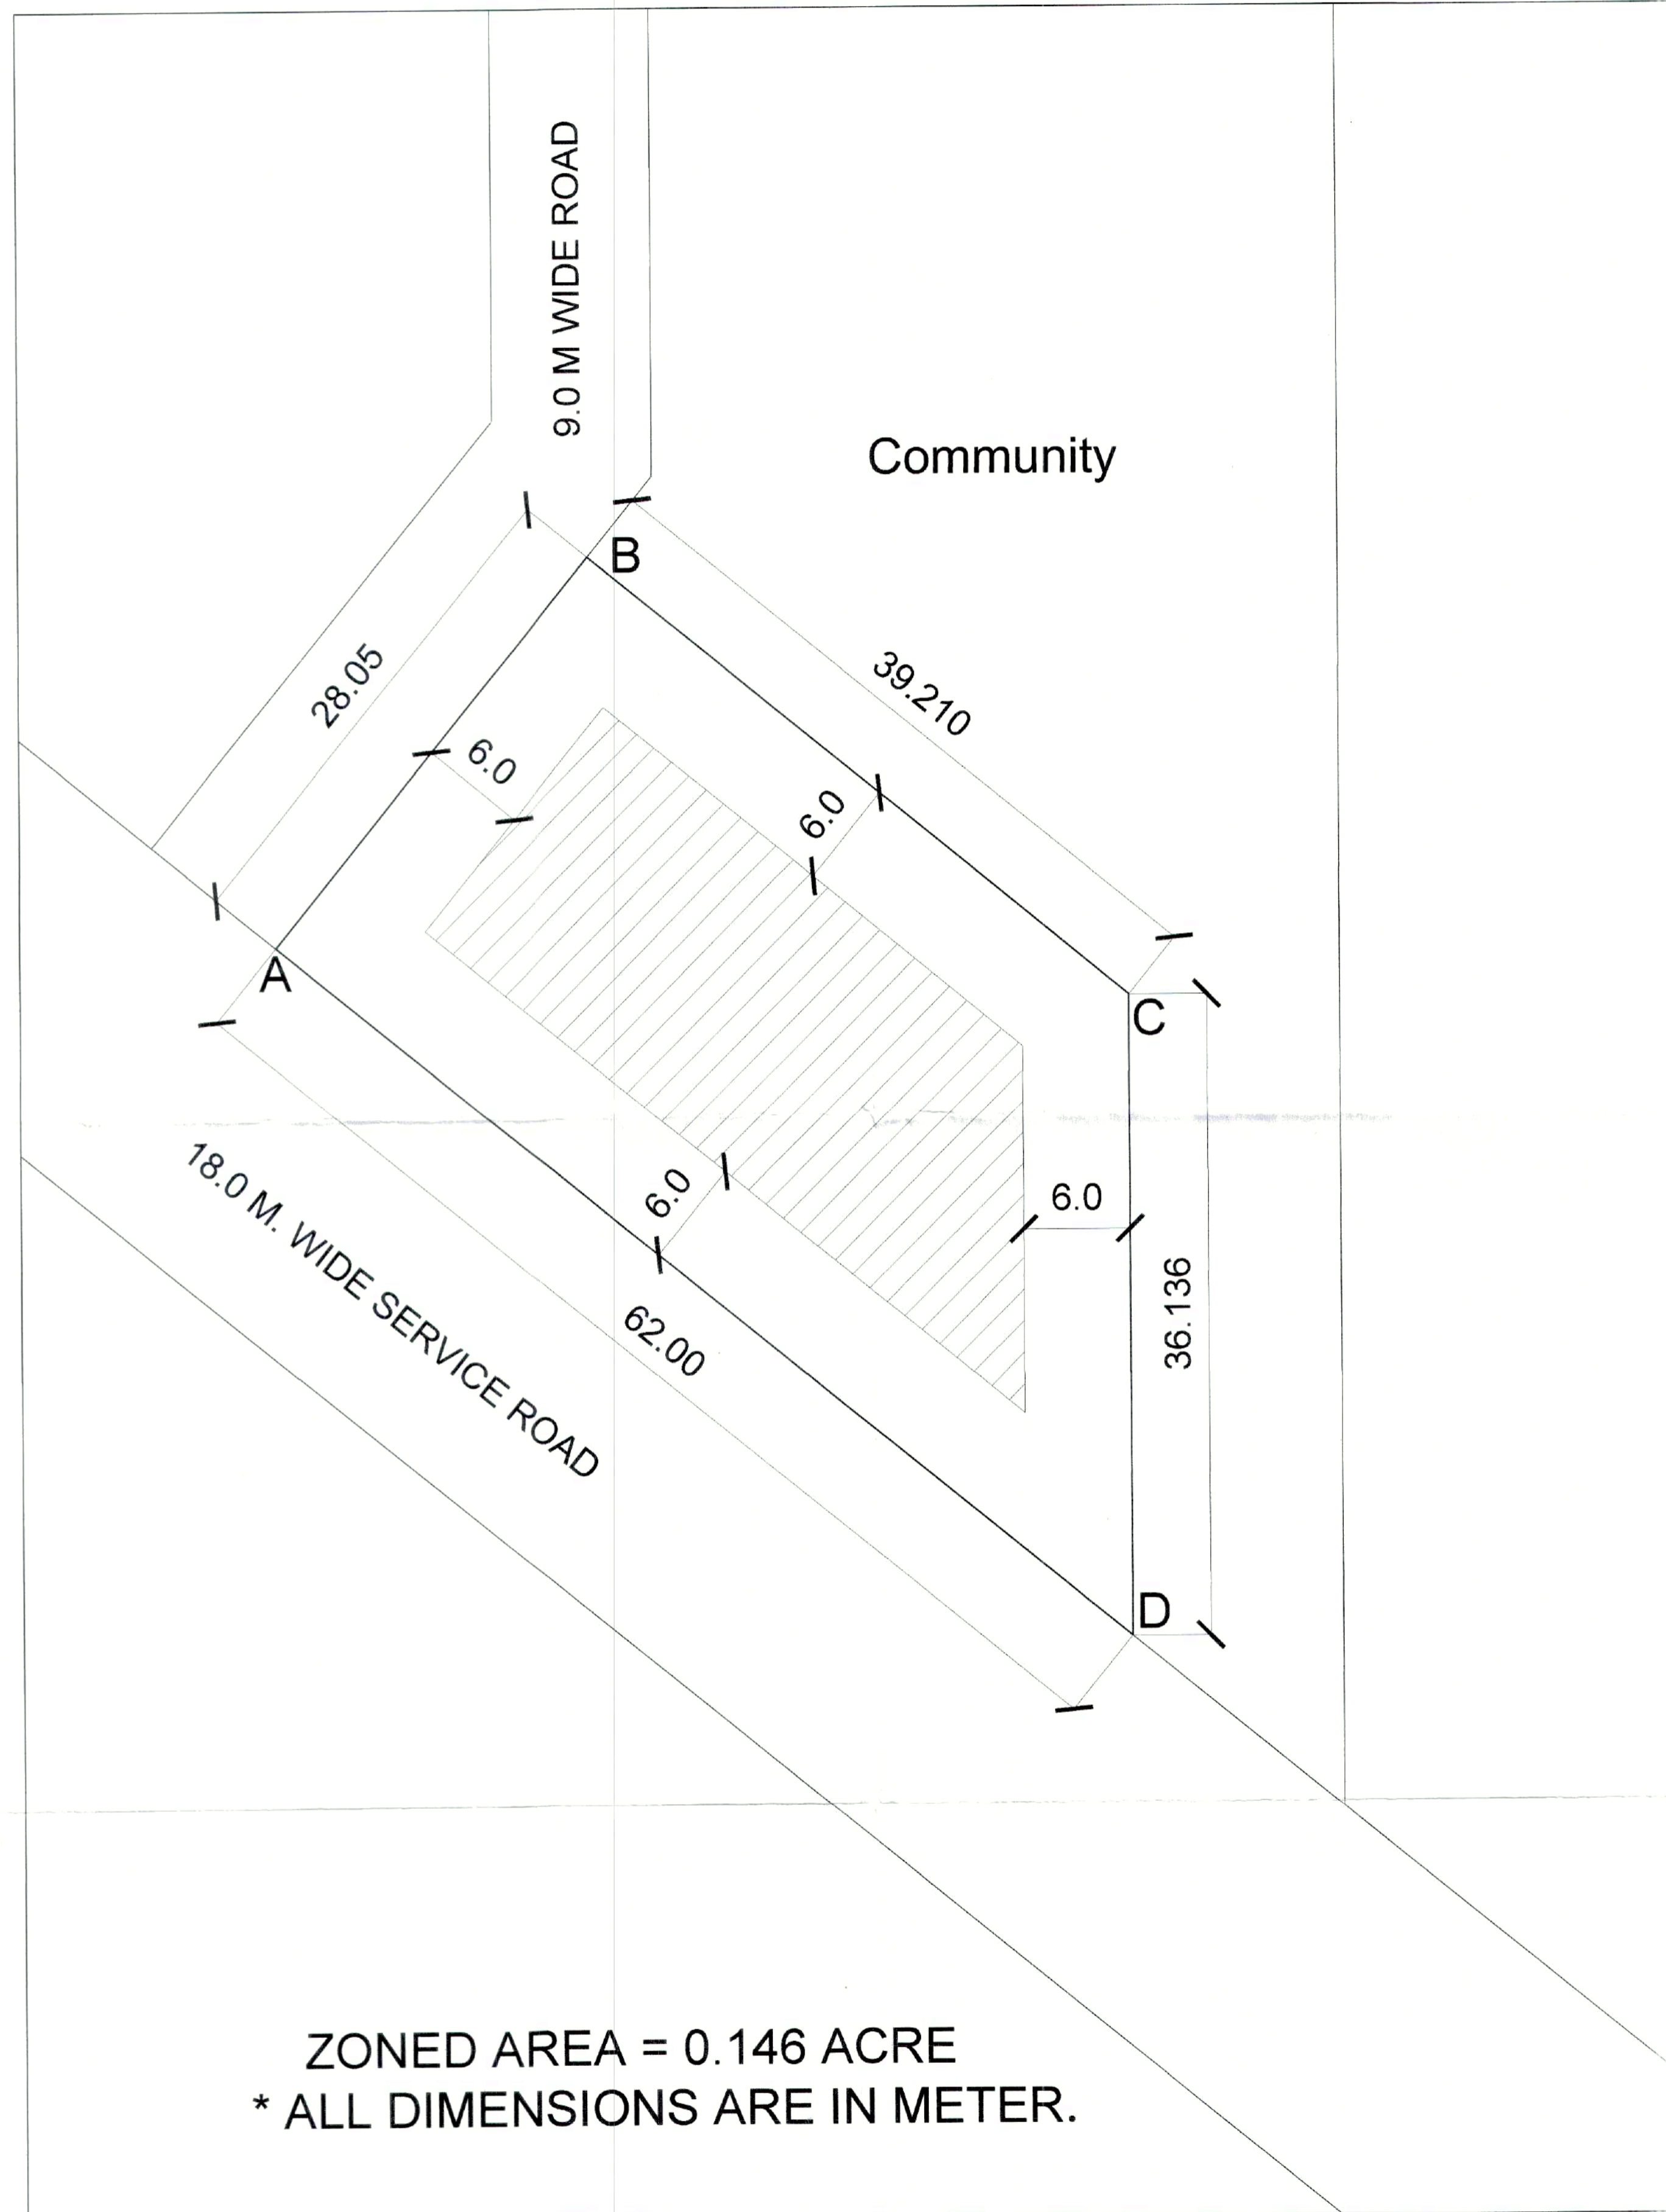 9.0 M WIDE ROAD
Community
B
28.05
39.210
6.0
6.0
A
C
6.0
6.0
18.0 M. WIDE SERVICE ROAD
62.00
36.136
D
ZONED AREA = 0.146 ACRE
* ALL DIMENSIONS ARE IN METER.